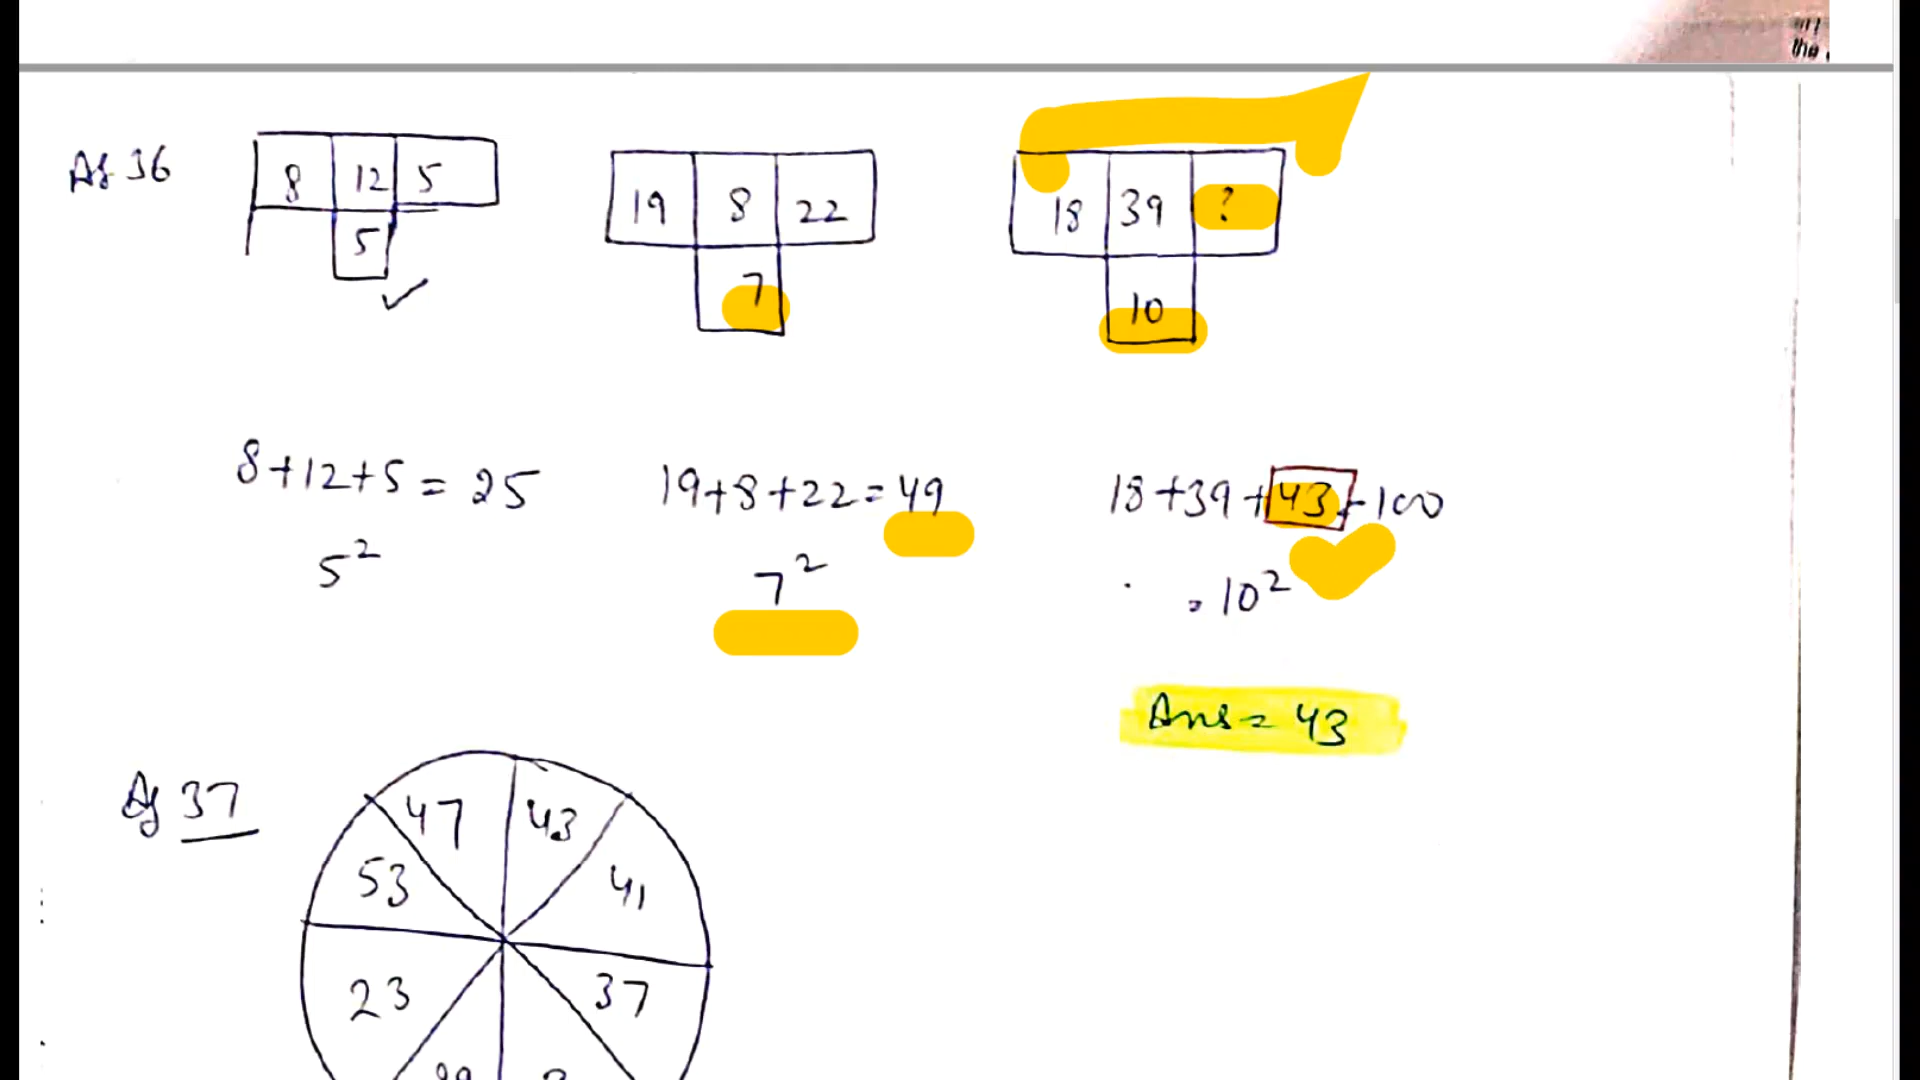 the
36
8 12 5
5
19 8 22
7
18 39 ?
10
8+12+5 = 25
5²
19+8+22 = 49
7²
18+39+43 = 100
= 10²
Ans = 43
37
47 43
53 41
23 37